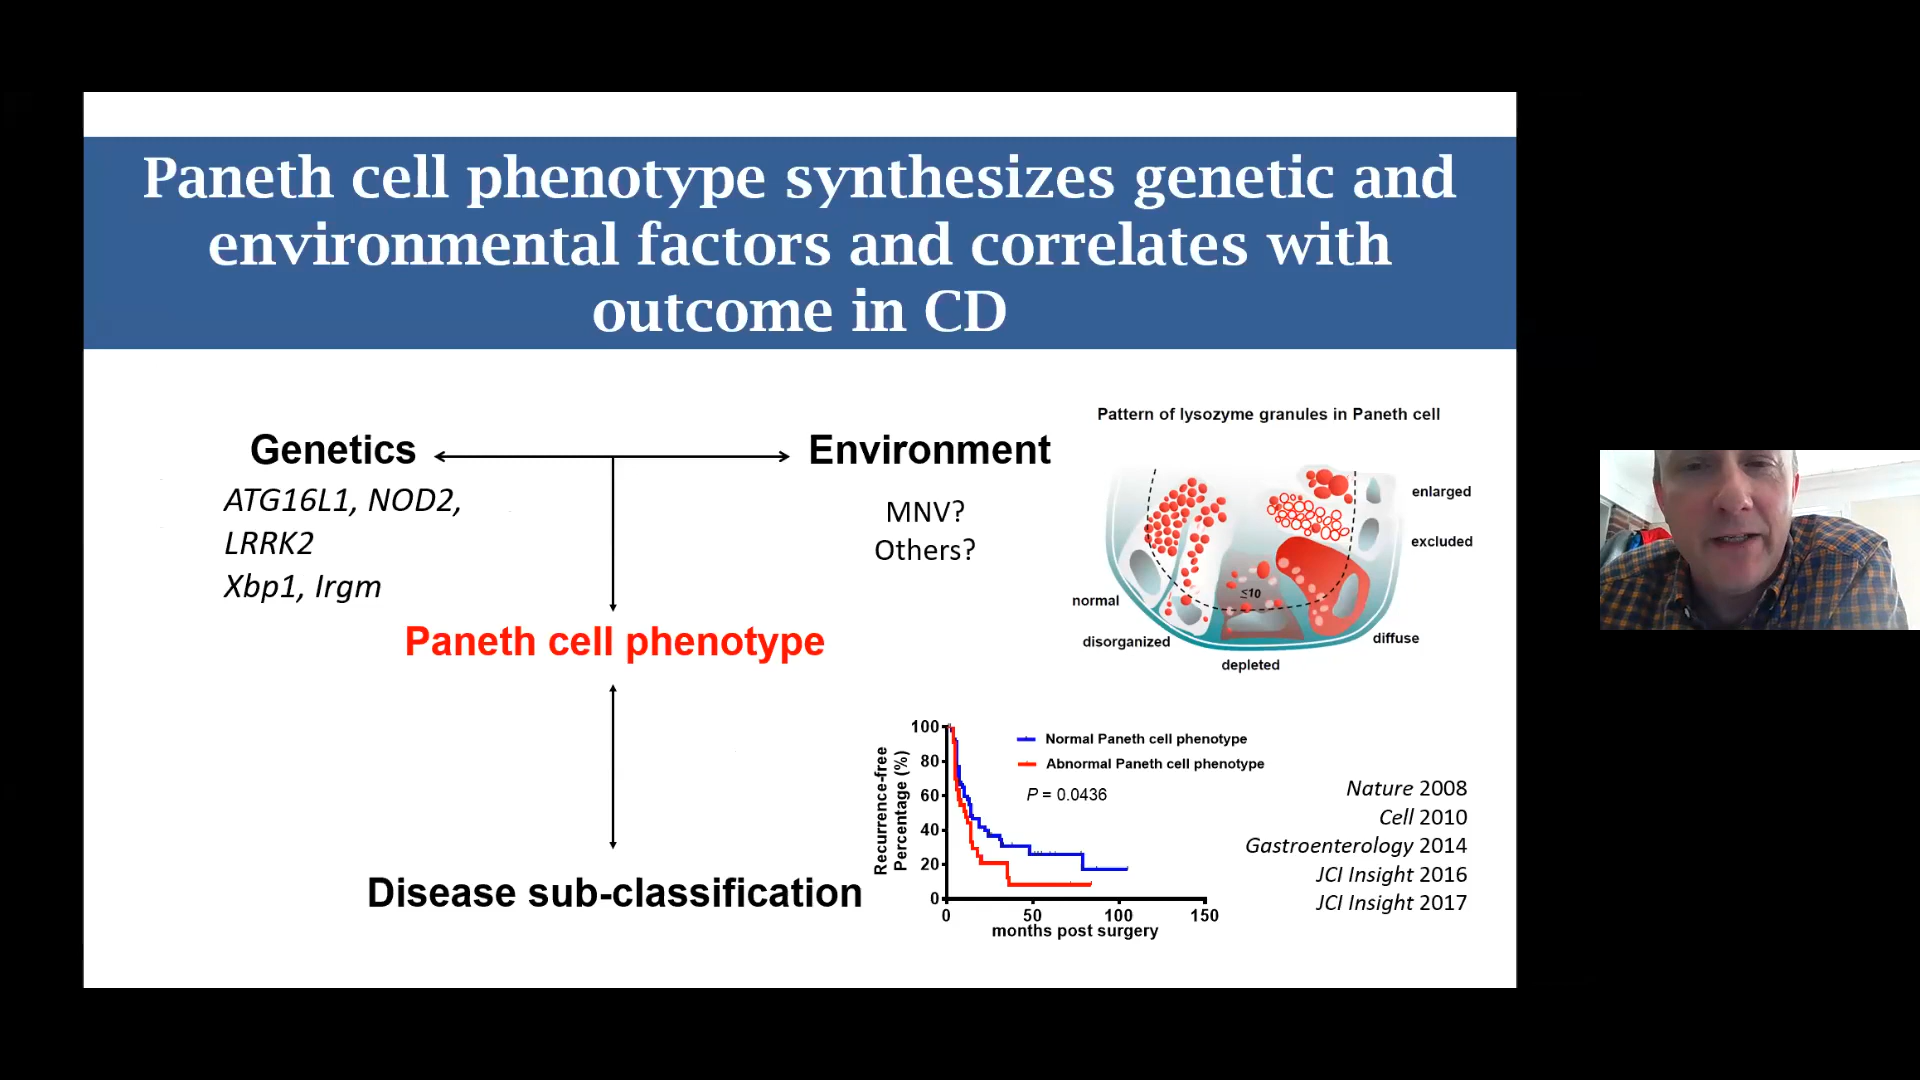 Paneth cell phenotype synthesizes genetic and
environmental factors and correlates with
outcome in CD
Genetics
Environment
ATG16L1, NOD2,
LRRK2
Xbp1, Irgm
MNV?
Others?
Paneth cell phenotype
Disease sub-classification
Pattern of lysozyme granules in Paneth cell
enlarged
excluded
≤10
normal
disorganized
diffuse
depleted
Recurrence-free
Percentage (%)
100
80
60
40
20
0
Normal Paneth cell phenotype
Abnormal Paneth cell phenotype
P = 0.0436
0 50 100 150
months post surgery
Nature 2008
Cell 2010
Gastroenterology 2014
JCI Insight 2016
JCI Insight 2017